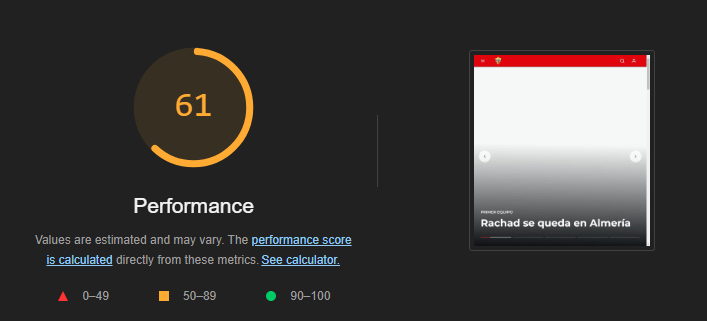 61
Performance
Values are estimated and may vary. The performance score
is calculated directly from these metrics. See calculator.
0–49
50–89
90–100
PRIMER EQUIPO
Rachad se queda en Almería